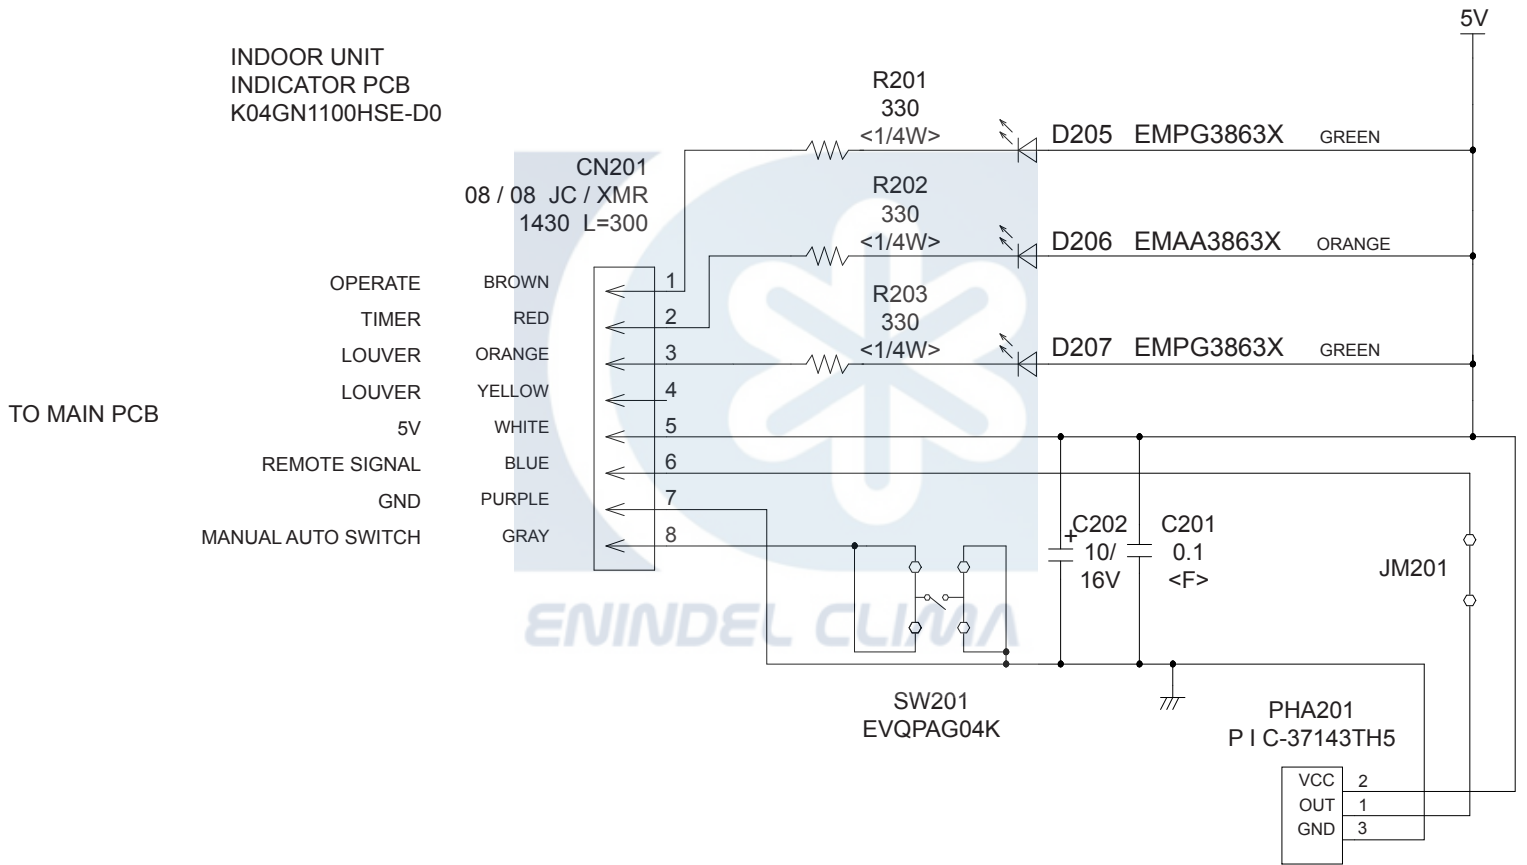 5V
INDOOR UNIT
INDICATOR PCB
K04GN1100HSE-D0
R201
330
<1/4W>
D205 EMPG3863X GREEN
CN201
08 / 08 JC / XMR
1430 L=300
R202
330
<1/4W>
D206 EMAA3863X ORANGE
R203
330
<1/4W>
D207 EMPG3863X GREEN
OPERATE BROWN 1
TIMER RED 2
LOUVER ORANGE 3
LOUVER YELLOW 4
TO MAIN PCB
5V WHITE 5
REMOTE SIGNAL BLUE 6
GND PURPLE 7
MANUAL AUTO SWITCH GRAY 8
C202
+ 10/
16V
C201
0.1
<F>
JM201
ENINDEL CLIMA
SW201
EVQPAG04K
PHA201
P I C-37143TH5
VCC 2
OUT 1
GND 3